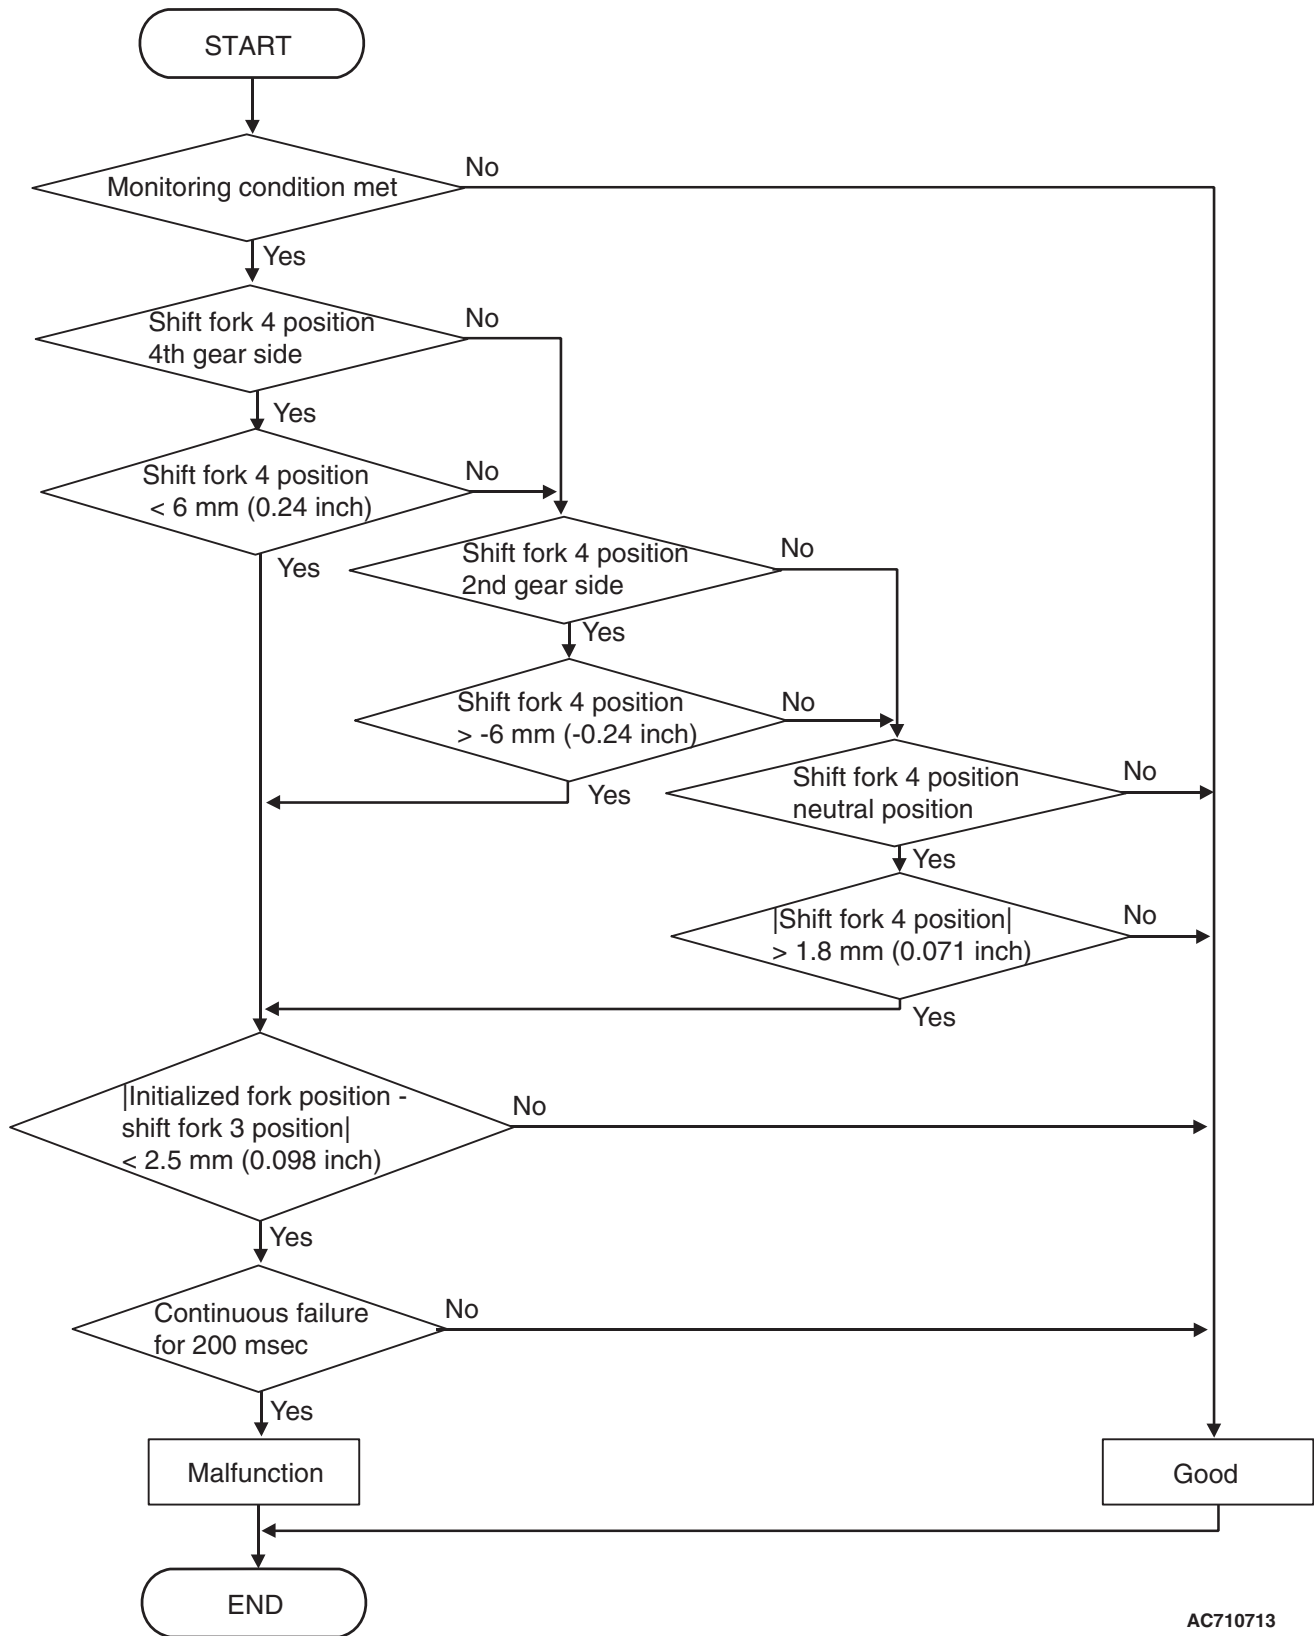 START
Monitoring condition met
No
Yes
Shift fork 4 position
4th gear side
No
Yes
Shift fork 4 position
< 6 mm (0.24 inch)
No
Yes
Shift fork 4 position
2nd gear side
No
Yes
Shift fork 4 position
> -6 mm (-0.24 inch)
No
Yes
Shift fork 4 position
neutral position
No
Yes
|Shift fork 4 position|
> 1.8 mm (0.071 inch)
No
Yes
|Initialized fork position -
shift fork 3 position|
< 2.5 mm (0.098 inch)
No
Yes
Continuous failure
for 200 msec
No
Yes
Malfunction
Good
END
AC710713